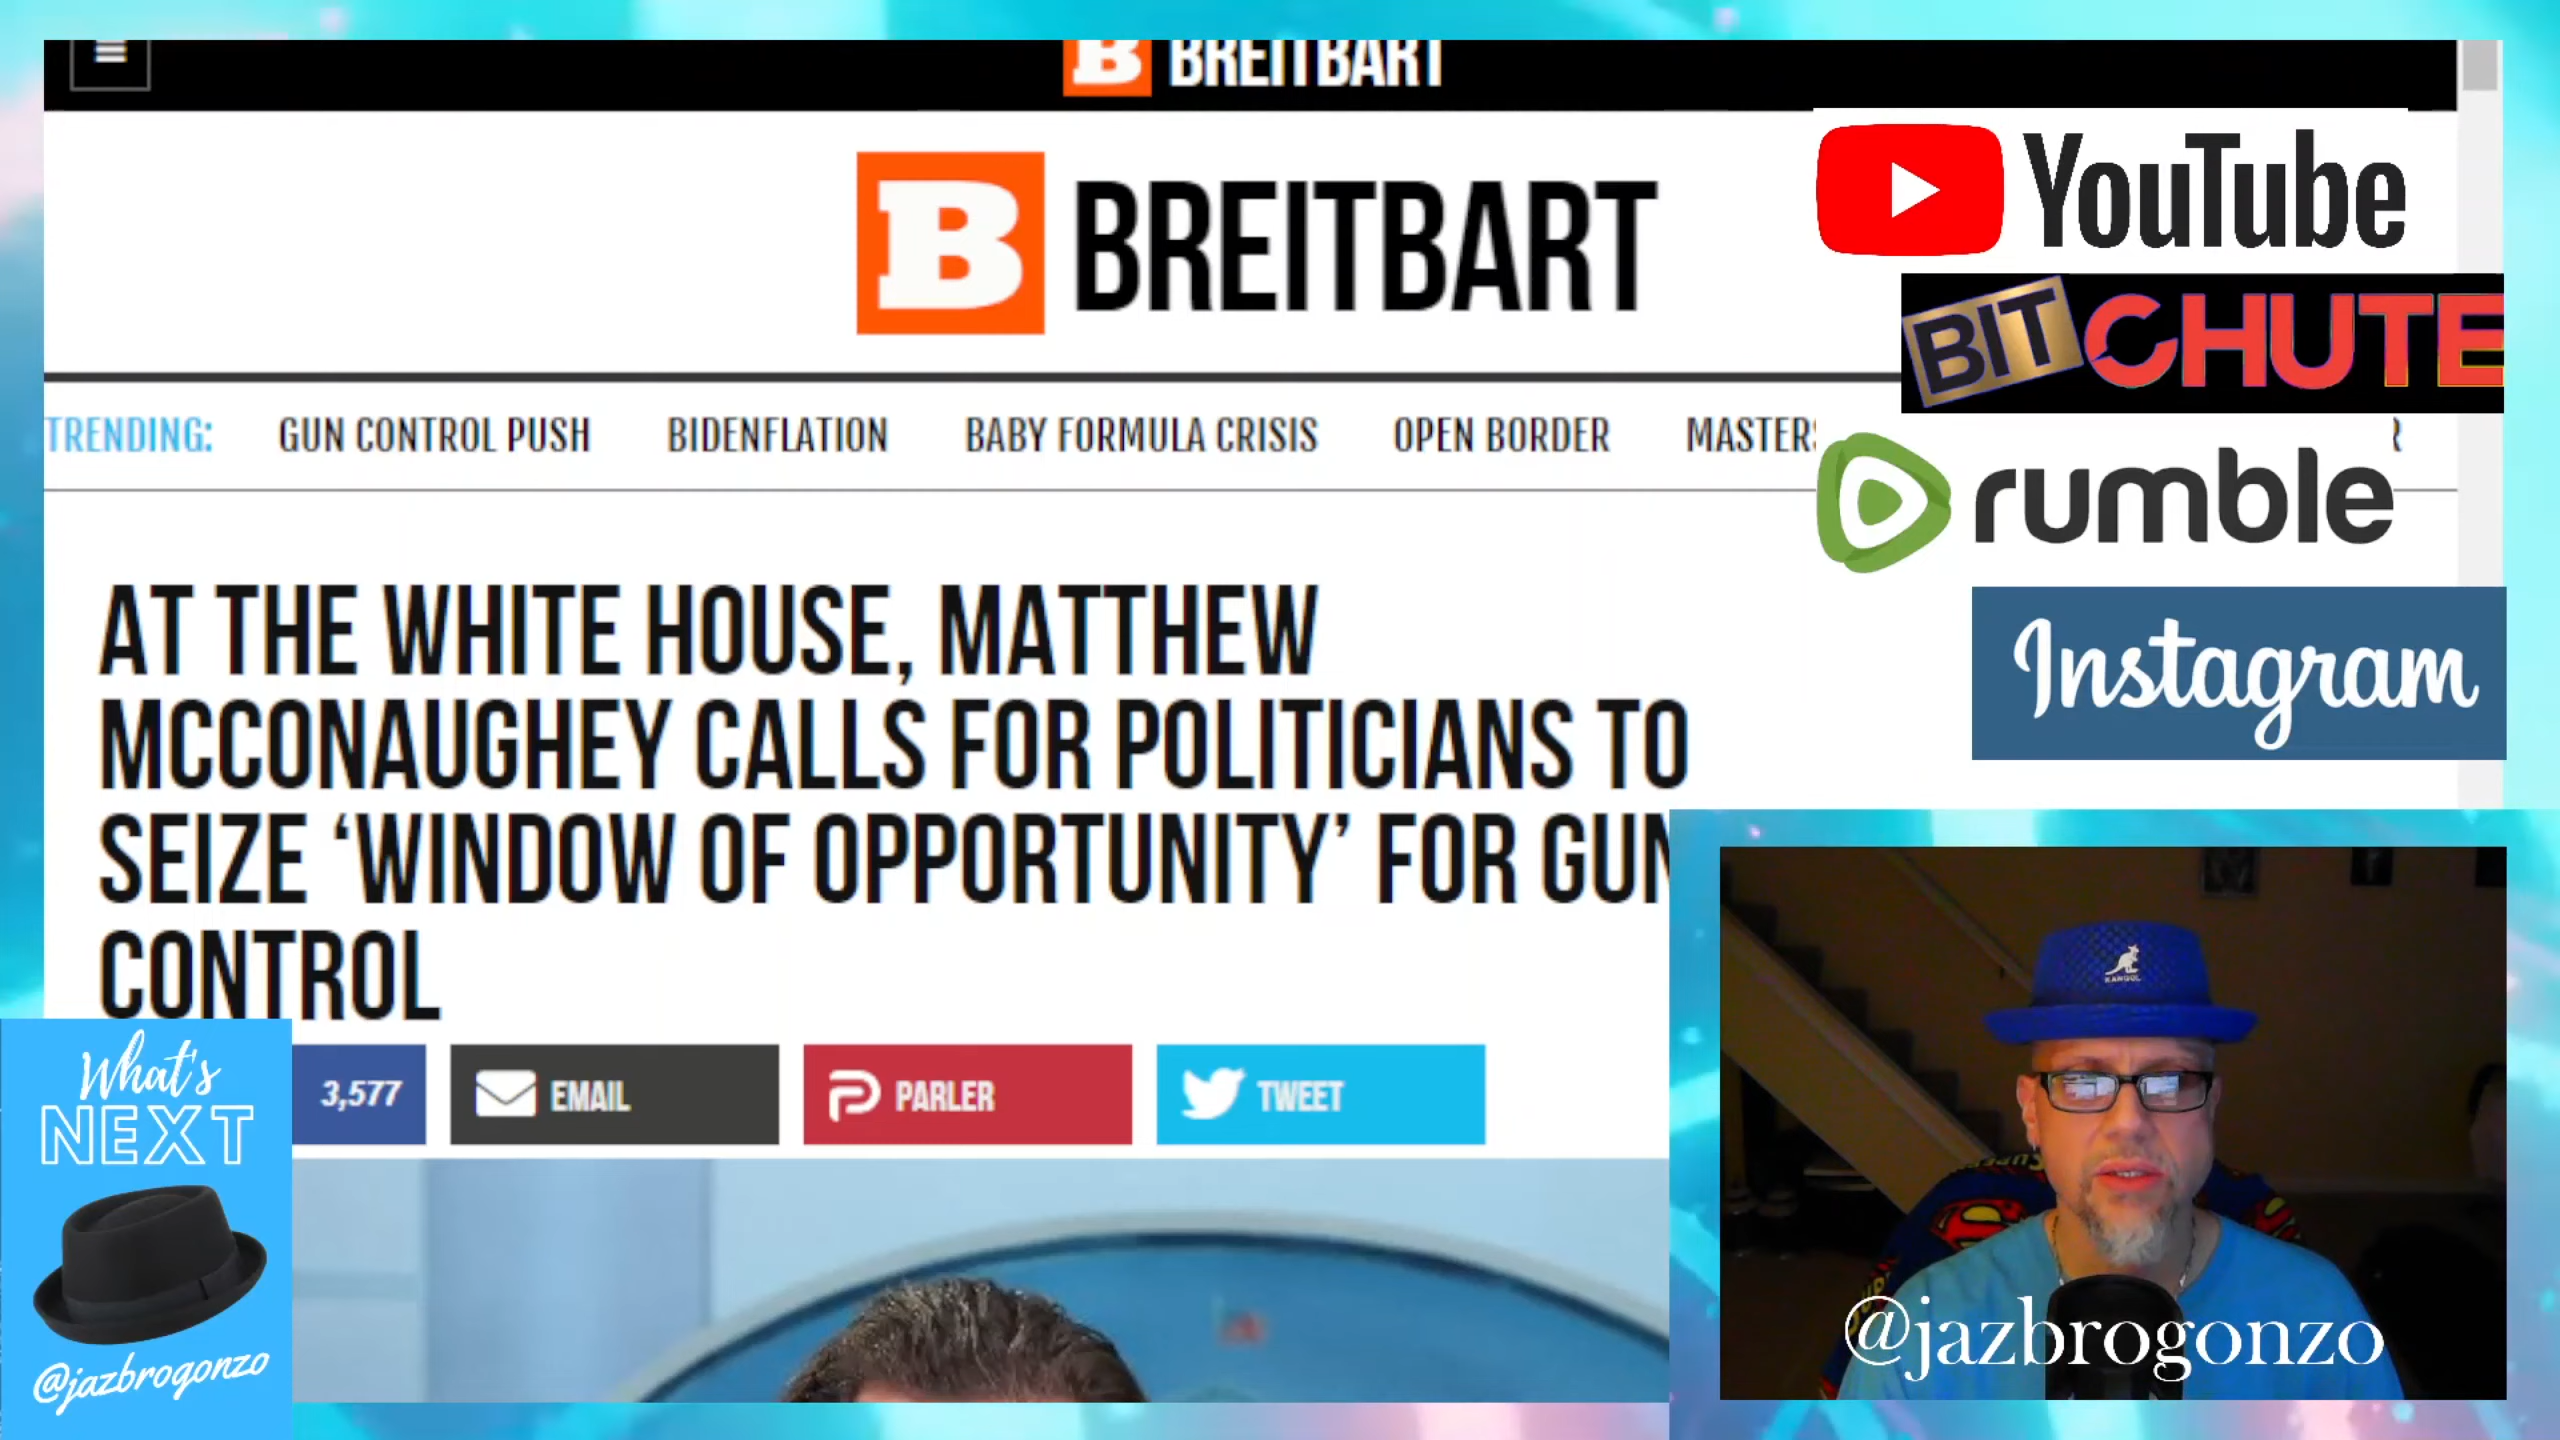 BREITBART
B BREITBART
YouTube
BITCHUTE
TRENDING: GUN CONTROL PUSH BIDENFLATION BABY FORMULA CRISIS OPEN BORDER
rumble
Instagram
AT THE WHITE HOUSE, MATTHEW
MCCONAUGHEY CALLS FOR POLITICIANS TO
SEIZE ‘WINDOW OF OPPORTUNITY’ FOR GUN
CONTROL
3,577 EMAIL PARLER TWEET
What's
NEXT
@jazbrogonzo
KANGOL
@jazbrogonzo